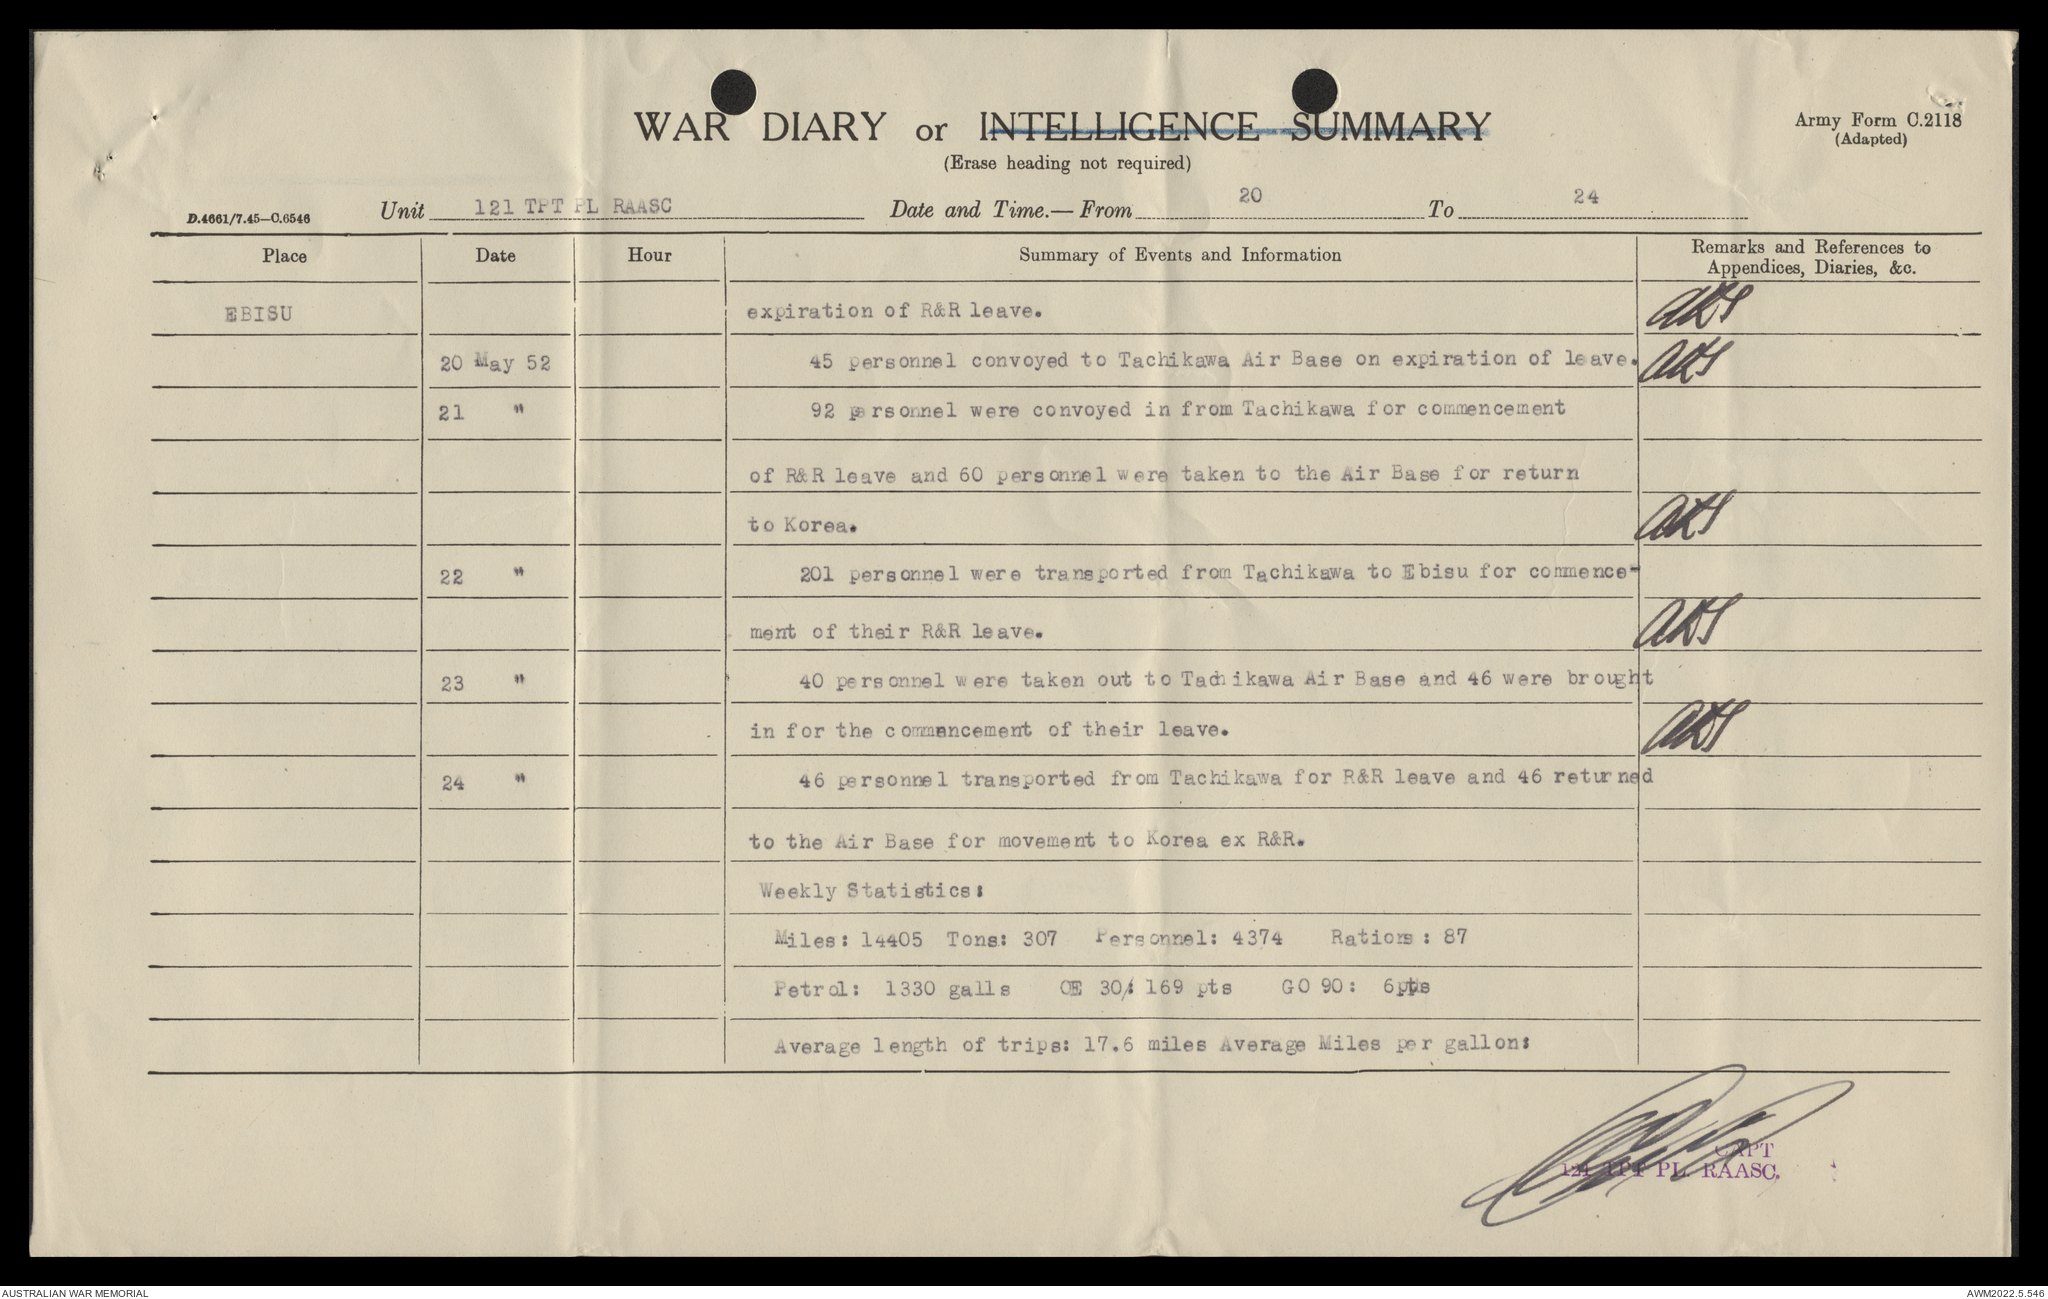 WAR DIARY or INTELLIGENCE SUMMARY
(Erase heading not required)
Army Form C.2118
(Adapted)
D.4661/7.45—C.6546
Unit 121 TPT PL RAASC Date and Time.— From 20 To 24
Place Date Hour Summary of Events and Information Remarks and References to Appendices, Diaries, &c.
EBISU expiration of R&R leave.
20 May 52 45 personnel convoyed to Tachikawa Air Base on expiration of leave.
21 " 92 personnel were convoyed in from Tachikawa for commencement
of R&R leave and 60 personnel were taken to the Air Base for return
to Korea.
22 " 201 personnel were transported from Tachikawa to Ebisu for commence-
ment of their R&R leave.
23 " 40 personnel were taken out to Tachikawa Air Base and 46 were brought
in for the commencement of their leave.
24 " 46 personnel transported from Tachikawa for R&R leave and 46 returned
to the Air Base for movement to Korea ex R&R.
Weekly Statistics:
Miles: 14405 Tons: 307 Personnel: 4374 Rations: 87
Petrol: 1330 galls OE 30: 169 pts GO 90: 6pts
Average length of trips: 17.6 miles Average Miles per gallon:
CAPT
121 TPT PL RAASC.
AUSTRALIAN WAR MEMORIAL
AWM2022.5.546